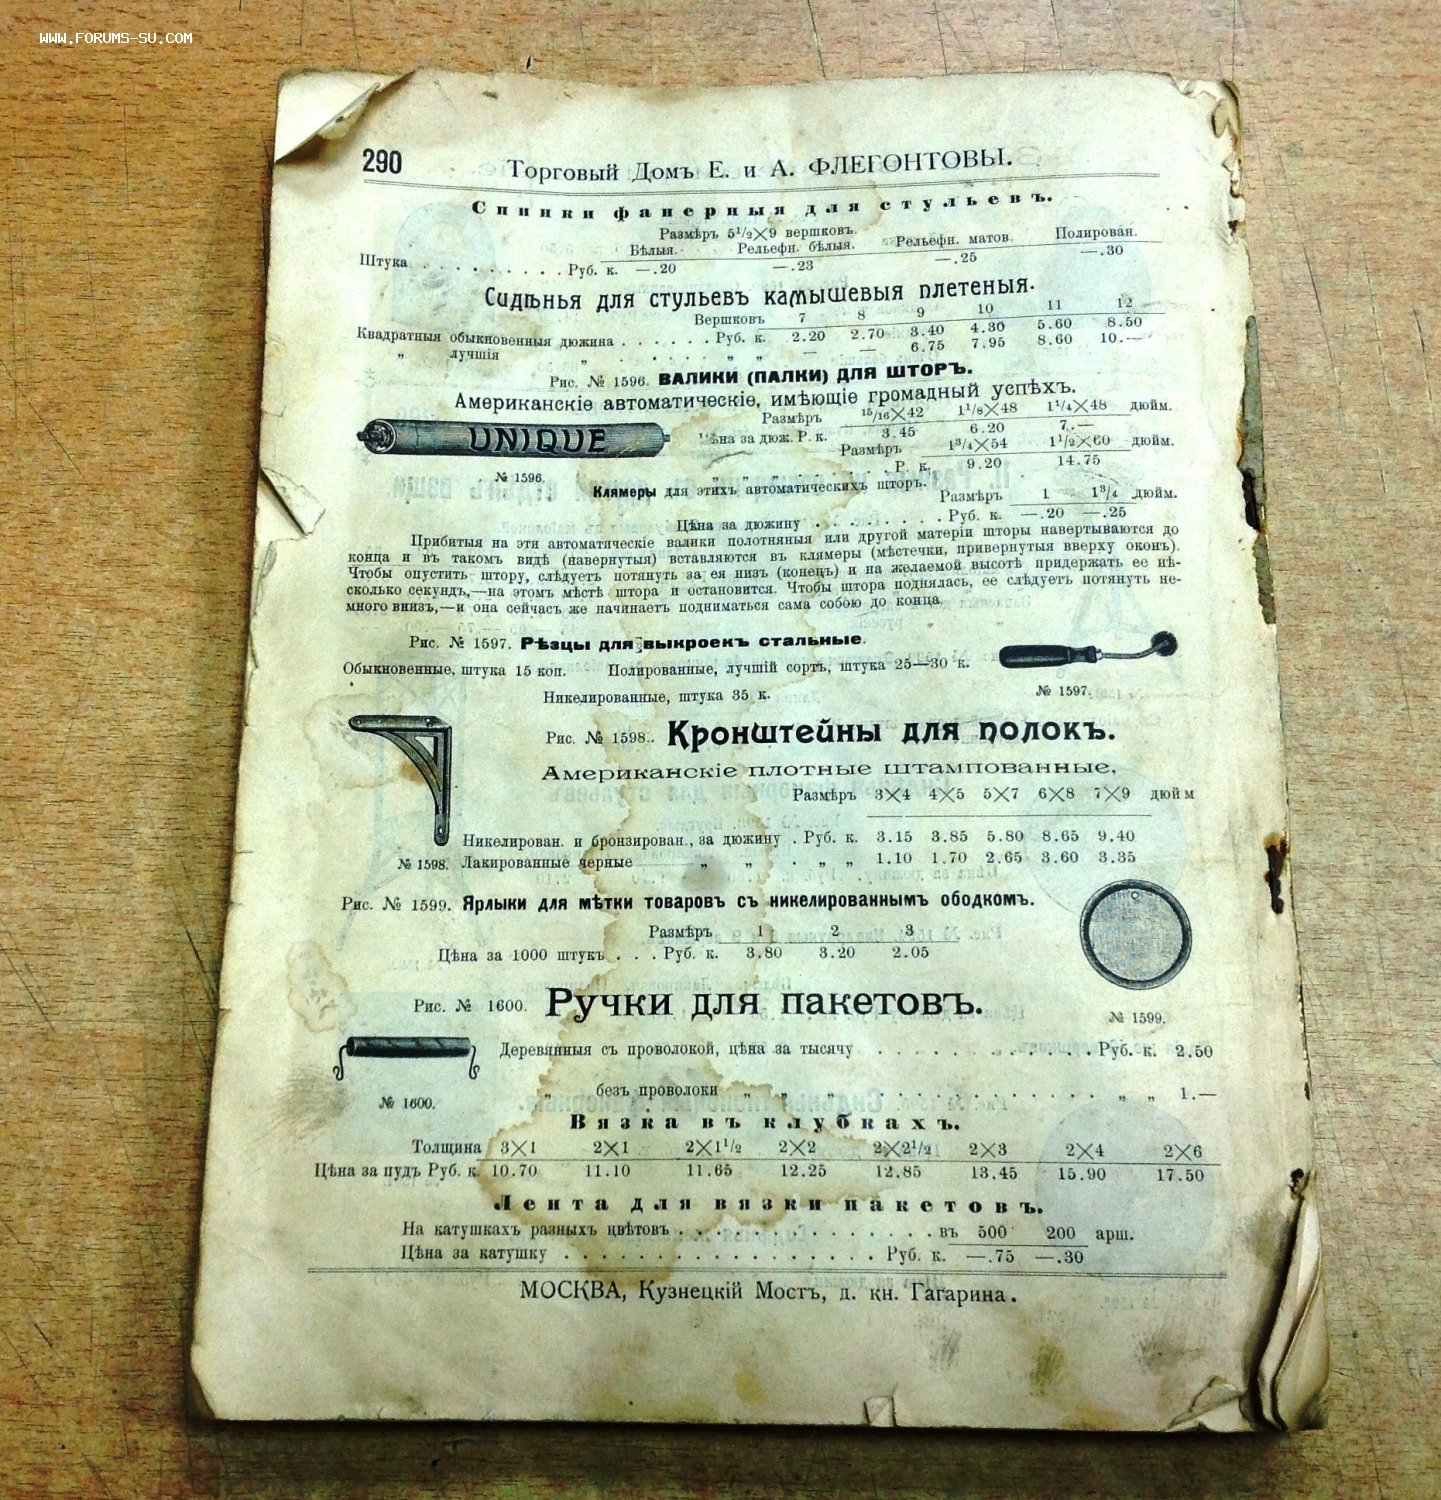 WWW.FORUMS-SU.COM
290
Торговый Домъ Е. и А. ФЛЕГОНТОВЫ.
Спинки фанерныя для стульевъ.
Размѣръ 5½×9 вершковъ.
Бѣлыя. Рельефн. бѣлыя. Рельефн. матов. Полирован.
Штука . . . . . . . . . . Руб. к. —.20 —.23 —.25 —.30
Сидѣнья для стульевъ камышевыя плетеныя.
Вершковъ 7 8 9 10 11 12
Квадратныя обыкновенныя дюжина . . . . . . Руб. к. 2.20 2.70 3.40 4.30 5.60 8.50
„ лучшія „ . . . . . „ „ — — 6.75 7.95 8.60 10.—
Рис. № 1596. ВАЛИКИ (ПАЛКИ) ДЛЯ ШТОРЪ.
Американскіе автоматическіе, имѣющіе громадный успѣхъ.
Размѣръ 15/16×42 1⅛×48 1¼×48 дюйм.
UNIQUE
Цѣна за дюж. Р. к. 3.45 6.20 7.—
Размѣръ 1¾×54 1½×60 дюйм.
„ „ „ . . . . . Р. к. 9.20 14.75
№ 1596.
Клямеры для этихъ автоматическихъ шторъ.
Размѣръ 1 1¾ дюйм.
Цѣна за дюжину . . . . . . . . Руб. к. —.20 —.25
Прибитыя на эти автоматическіе валики полотняныя или другой матеріи шторы навертываются до
конца и въ такомъ видѣ (навернутыя) вставляются въ клямеры (мѣстечки, привернутыя вверху оконъ).
Чтобы опустить штору, слѣдуетъ потянуть за ея низъ (конецъ) и на желаемой высотѣ придержать ее нѣ-
сколько секундъ,—на этомъ мѣстѣ штора и остановится. Чтобы штора поднялась, ее слѣдуетъ потянуть не-
много внизъ,—и она сейчасъ же начинаетъ подниматься сама собою до конца.
Рис. № 1597. Рѣзцы для выкроекъ стальные.
Обыкновенные, штука 15 коп. Полированные, лучшій сортъ, штука 25—30 к.
№ 1597.
Никелированные, штука 35 к.
Рис. № 1598. Кронштейны для полокъ.
Американскіе плотные штампованные.
Размѣръ 3×4 4×5 5×7 6×8 7×9 дюйм
Никелирован. и бронзирован., за дюжину . Руб. к. 3.15 3.85 5.80 8.65 9.40
№ 1598. Лакированные черные „ „ . „ „ 1.10 1.70 2.65 3.60 3.35
Рис. № 1599. Ярлыки для мѣтки товаровъ съ никелированнымъ ободкомъ.
Размѣръ 1 2 3
Цѣна за 1000 штукъ . . . Руб. к. 3.80 3.20 2.05
Рис. № 1600. Ручки для пакетовъ.
№ 1599.
Деревянныя съ проволокой, цѣна за тысячу . . . . . . . . . . . . Руб. к. 2.50
„ безъ проволоки „ „ „ . . . . . . . . . . . . „ „ 1.—
№ 1600.
Вязка въ клубкахъ.
Толщина 3×1 2×1 2×1½ 2×2 2×2½ 2×3 2×4 2×6
Цѣна за пудъ Руб. к. 10.70 11.10 11.65 12.25 12.85 13.45 15.90 17.50
Лента для вязки пакетовъ.
На катушкахъ разныхъ цвѣтовъ . . . . . . . . . . . . . . въ 500 200 арш.
Цѣна за катушку . . . . . . . . . . . . . . . . . Руб. к. —.75 —.30
МОСКВА, Кузнецкій Мостъ, д. кн. Гагарина.